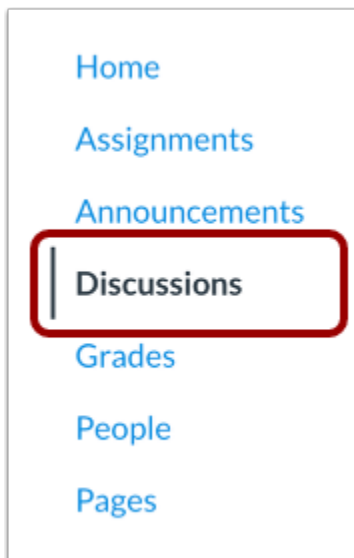 Home
Assignments
Announcements
Discussions
Grades
People
Pages